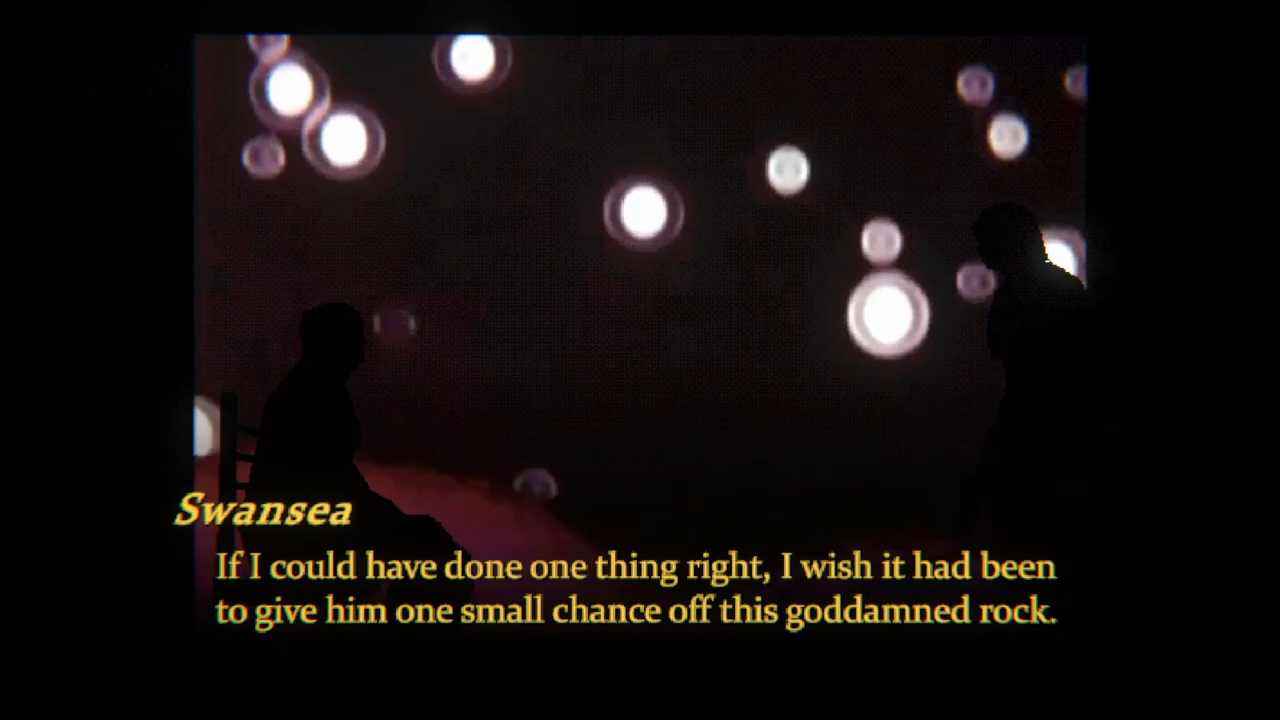 Swansea
If I could have done one thing right, I wish it had been
to give him one small chance off this goddamned rock.